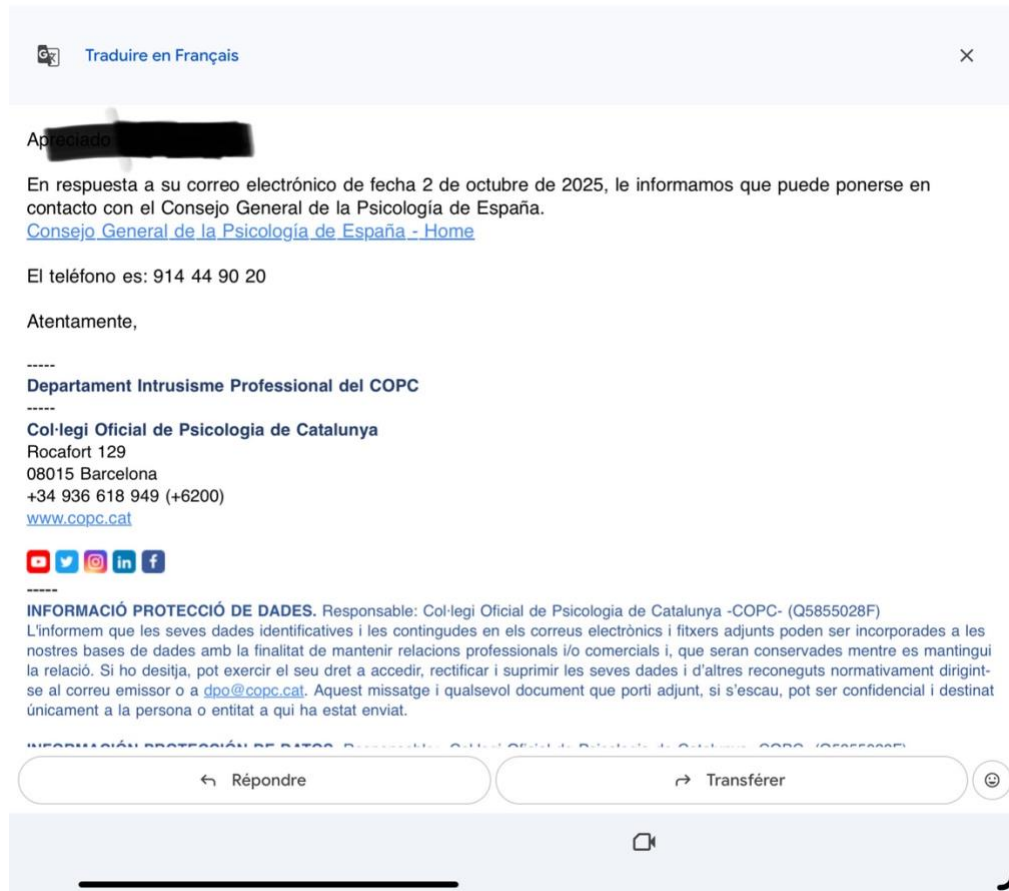 Traduire en Français
Apreciado
En respuesta a su correo electrónico de fecha 2 de octubre de 2025, le informamos que puede ponerse en
contacto con el Consejo General de la Psicología de España.
Consejo General de la Psicología de España - Home
El teléfono es: 914 44 90 20
Atentamente,
-----
Departament Intrusisme Professional del COPC
-----
Col·legi Oficial de Psicologia de Catalunya
Rocafort 129
08015 Barcelona
+34 936 618 949 (+6200)
www.copc.cat
-----
INFORMACIÓ PROTECCIÓ DE DADES. Responsable: Col·legi Oficial de Psicologia de Catalunya -COPC- (Q5855028F)
L'informem que les seves dades identificatives i les contingudes en els correus electrònics i fitxers adjunts poden ser incorporades a les
nostres bases de dades amb la finalitat de mantenir relacions professionals i/o comercials i, que seran conservades mentre es mantingui
la relació. Si ho desitja, pot exercir el seu dret a accedir, rectificar i suprimir les seves dades i d'altres reconeguts normativament dirigint-
se al correu emissor o a dpo@copc.cat. Aquest missatge i qualsevol document que porti adjunt, si s'escau, pot ser confidencial i destinat
únicament a la persona o entitat a qui ha estat enviat.
Répondre
Transférer